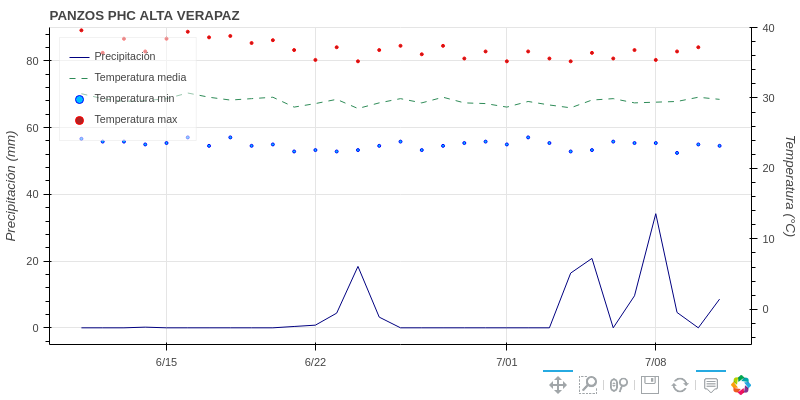 PANZOS PHC ALTA VERAPAZ
Precipitación
Temperatura media
Temperatura min
Temperatura max
Precipitación (mm)
80
60
40
20
0
Temperatura (°C)
40
30
20
10
0
6/15
6/22
7/01
7/08